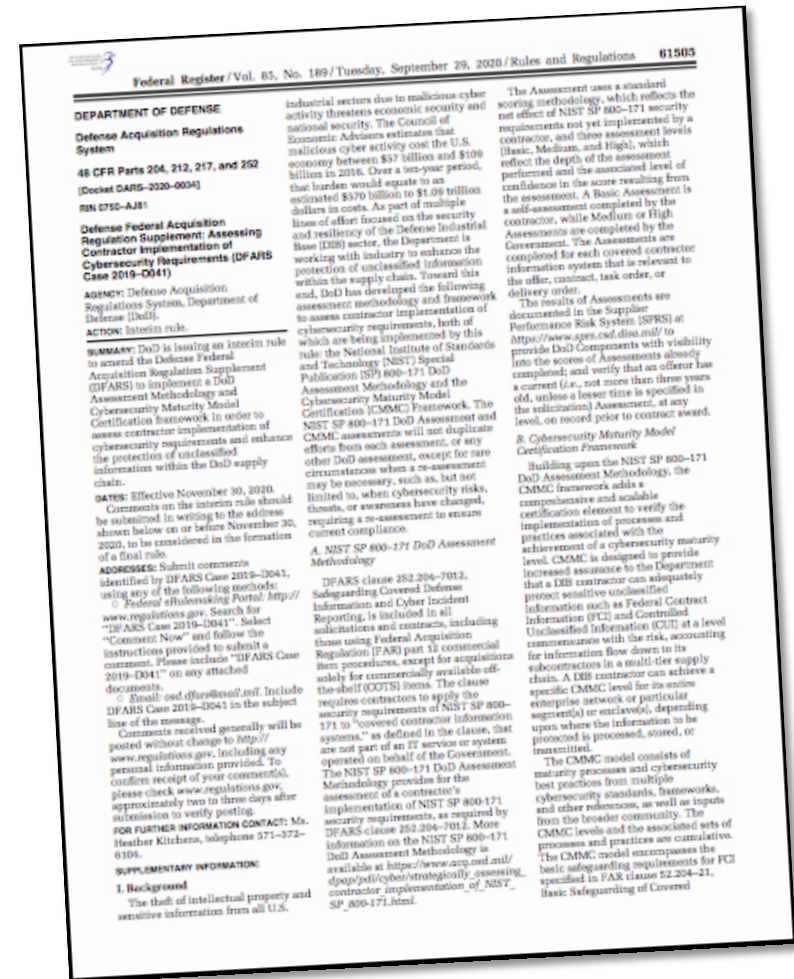 Federal Register / Vol. 85, No. 189 / Tuesday, September 29, 2020 / Rules and Regulations 61505
DEPARTMENT OF DEFENSE
Defense Acquisition Regulations
System
48 CFR Parts 204, 212, 217, and 252
[Docket DARS–2020–0034]
RIN 0750–AJ81
Defense Federal Acquisition
Regulation Supplement: Assessing
Contractor Implementation of
Cybersecurity Requirements (DFARS
Case 2019–D041)
AGENCY: Defense Acquisition
Regulations System, Department of
Defense (DoD).
ACTION: Interim rule.
SUMMARY: DoD is issuing an interim rule
to amend the Defense Federal
Acquisition Regulation Supplement
(DFARS) to implement a DoD
Assessment Methodology and
Cybersecurity Maturity Model
Certification framework in order to
assess contractor implementation of
cybersecurity requirements and enhance
the protection of unclassified
information within the DoD supply
chain.
DATES: Effective November 30, 2020.
Comments on the interim rule should
be submitted in writing to the address
shown below on or before November 30,
2020, to be considered in the formation
of a final rule.
ADDRESSES: Submit comments
identified by DFARS Case 2019–D041,
using any of the following methods:
○ Federal eRulemaking Portal: http://
www.regulations.gov. Search for
“DFARS Case 2019–D041”. Select
“Comment Now” and follow the
instructions provided to submit a
comment. Please include “DFARS Case
2019–D041” on any attached
documents.
○ Email: osd.dfars@mail.mil. Include
DFARS Case 2019–D041 in the subject
line of the message.
Comments received generally will be
posted without change to http://
www.regulations.gov, including any
personal information provided. To
confirm receipt of your comment(s),
please check www.regulations.gov,
approximately two to three days after
submission to verify posting.
FOR FURTHER INFORMATION CONTACT: Ms.
Heather Kitchens, telephone 571–372–
6104.
SUPPLEMENTARY INFORMATION:
I. Background
The theft of intellectual property and
sensitive information from all U.S.
industrial sectors due to malicious cyber
activity threatens economic security and
national security. The Council of
Economic Advisors estimates that
malicious cyber activity cost the U.S.
economy between $57 billion and $109
billion in 2016. Over a ten-year period,
that burden would equate to an
estimated $570 billion to $1.09 trillion
dollars in costs. As part of multiple
lines of effort focused on the security
and resiliency of the Defense Industrial
Base (DIB) sector, the Department is
working with industry to enhance the
protection of unclassified information
within the supply chain. Toward this
end, DoD has developed the following
assessment methodology and framework
to assess contractor implementation of
cybersecurity requirements, both of
which are being implemented by this
rule: the National Institute of Standards
and Technology (NIST) Special
Publication (SP) 800–171 DoD
Assessment Methodology and the
Cybersecurity Maturity Model
Certification (CMMC) Framework. The
NIST SP 800–171 DoD Assessment and
CMMC assessments will not duplicate
efforts from each assessment, or any
other DoD assessment, except for rare
circumstances when a re-assessment
may be necessary, such as, but not
limited to, when cybersecurity risks,
threats, or awareness have changed,
requiring a re-assessment to ensure
current compliance.
A. NIST SP 800–171 DoD Assessment
Methodology
DFARS clause 252.204–7012,
Safeguarding Covered Defense
Information and Cyber Incident
Reporting, is included in all
solicitations and contracts, including
those using Federal Acquisition
Regulation (FAR) part 12 commercial
item procedures, except for acquisitions
solely for commercially available off-
the-shelf (COTS) items. The clause
requires contractors to apply the
security requirements of NIST SP 800–
171 to “covered contractor information
systems,” as defined in the clause, that
are not part of an IT service or system
operated on behalf of the Government.
The NIST SP 800–171 DoD Assessment
Methodology provides for the
assessment of a contractor's
implementation of NIST SP 800-171
security requirements, as required by
DFARS clause 252.204–7012. More
information on the NIST SP 800–171
DoD Assessment Methodology is
available at https://www.acq.osd.mil/
dpap/pdi/cyber/strategically_assessing_
contractor_implementation_of_NIST_
SP_800-171.html.
The Assessment uses a standard
scoring methodology, which reflects the
net effect of NIST SP 800–171 security
requirements not yet implemented by a
contractor, and three assessment levels
(Basic, Medium, and High), which
reflect the depth of the assessment
performed and the associated level of
confidence in the score resulting from
the assessment. A Basic Assessment is
a self-assessment completed by the
contractor, while Medium or High
Assessments are completed by the
Government. The Assessments are
completed for each covered contractor
information system that is relevant to
the offer, contract, task order, or
delivery order.
The results of Assessments are
documented in the Supplier
Performance Risk System (SPRS) at
https://www.sprs.csd.disa.mil/ to
provide DoD Components with visibility
into the scores of Assessments already
completed; and verify that an offeror has
a current (i.e., not more than three years
old, unless a lesser time is specified in
the solicitation) Assessment, at any
level, on record prior to contract award.
B. Cybersecurity Maturity Model
Certification Framework
Building upon the NIST SP 800–171
DoD Assessment Methodology, the
CMMC framework adds a
comprehensive and scalable
certification element to verify the
implementation of processes and
practices associated with the
achievement of a cybersecurity maturity
level. CMMC is designed to provide
increased assurance to the Department
that a DIB contractor can adequately
protect sensitive unclassified
information such as Federal Contract
Information (FCI) and Controlled
Unclassified Information (CUI) at a level
commensurate with the risk, accounting
for information flow down to its
subcontractors in a multi-tier supply
chain. A DIB contractor can achieve a
specific CMMC level for its entire
enterprise network or particular
segment(s) or enclave(s), depending
upon where the information to be
protected is processed, stored, or
transmitted.
The CMMC model consists of
maturity processes and cybersecurity
best practices from multiple
cybersecurity standards, frameworks,
and other references, as well as inputs
from the broader community. The
CMMC levels and the associated sets of
processes and practices are cumulative.
The CMMC model encompasses the
basic safeguarding requirements for FCI
specified in FAR clause 52.204–21,
Basic Safeguarding of Covered